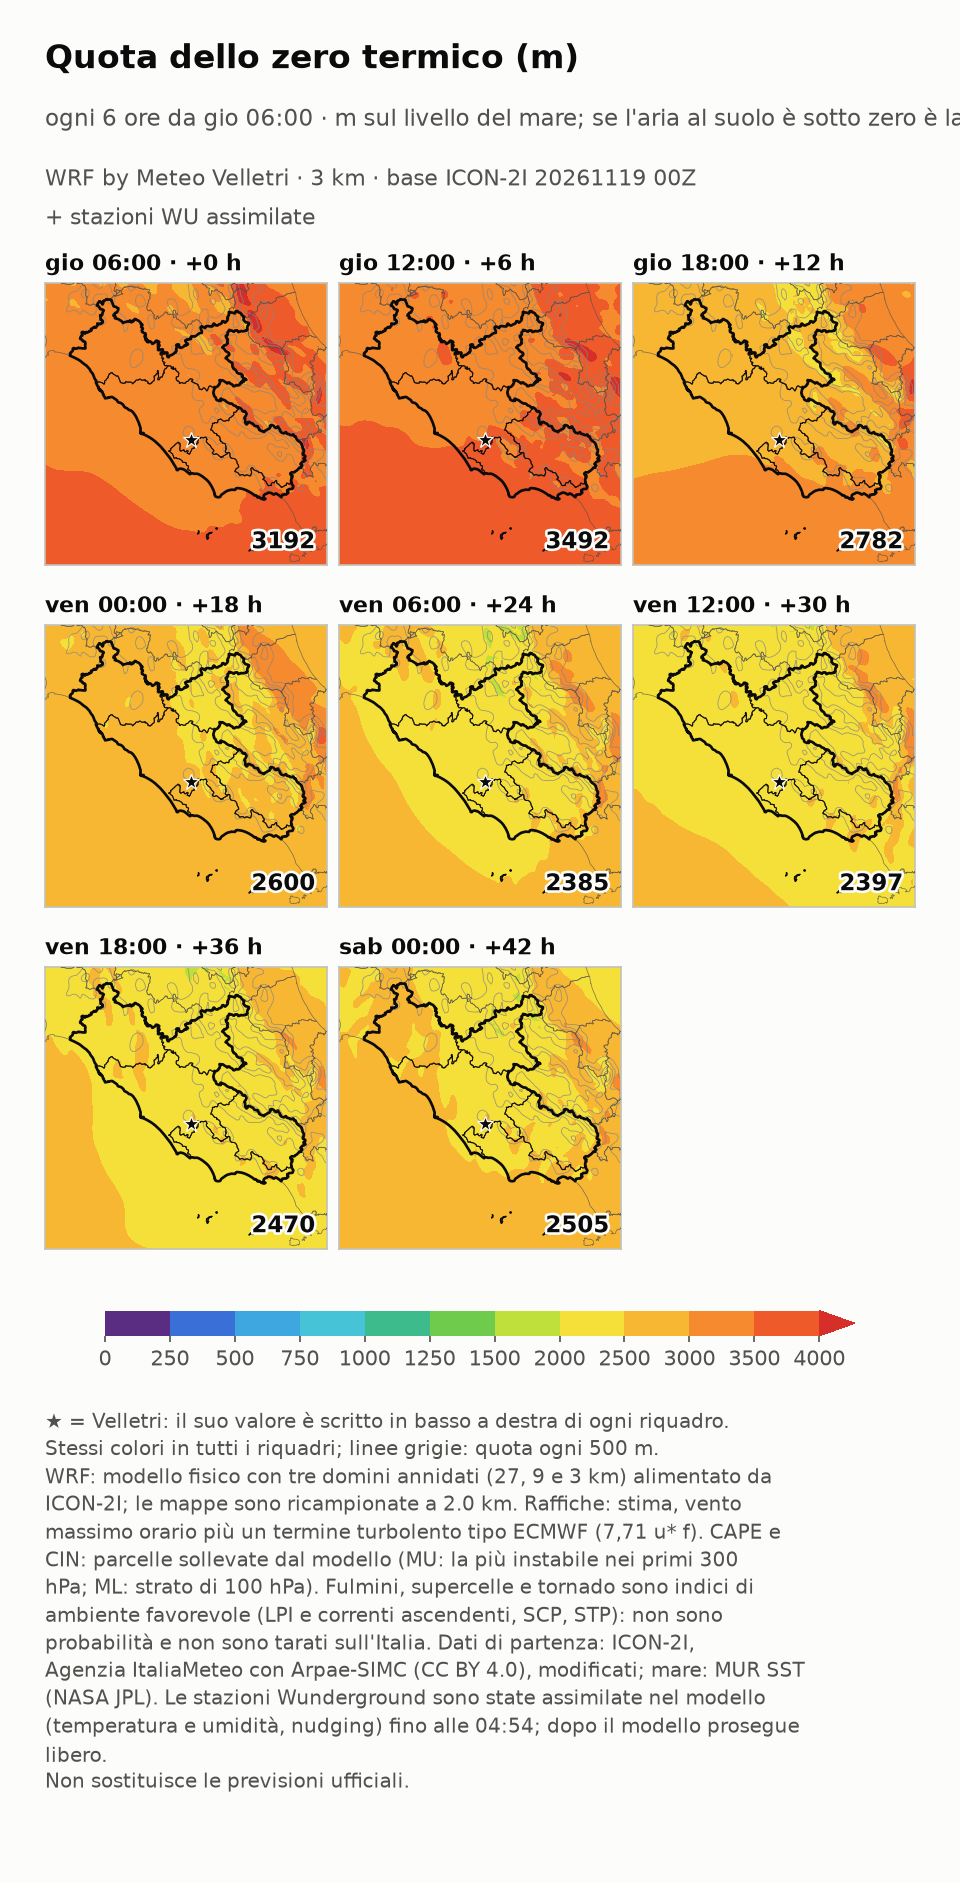 Quota dello zero termico (m)
ogni 6 ore da gio 06:00 · m sul livello del mare; se l'aria al suolo è sotto zero è la
WRF by Meteo Velletri · 3 km · base ICON-2I 20261119 00Z
+ stazioni WU assimilate
gio 06:00 · +0 h
gio 12:00 · +6 h
gio 18:00 · +12 h
3192
3492
2782
ven 00:00 · +18 h
ven 06:00 · +24 h
ven 12:00 · +30 h
2600
2385
2397
ven 18:00 · +36 h
sab 00:00 · +42 h
2470
2505
0 250 500 750 1000 1250 1500 2000 2500 3000 3500 4000
★ = Velletri: il suo valore è scritto in basso a destra di ogni riquadro.
Stessi colori in tutti i riquadri; linee grigie: quota ogni 500 m.
WRF: modello fisico con tre domini annidati (27, 9 e 3 km) alimentato da
ICON-2I; le mappe sono ricampionate a 2.0 km. Raffiche: stima, vento
massimo orario più un termine turbolento tipo ECMWF (7,71 u* f). CAPE e
CIN: parcelle sollevate dal modello (MU: la più instabile nei primi 300
hPa; ML: strato di 100 hPa). Fulmini, supercelle e tornado sono indici di
ambiente favorevole (LPI e correnti ascendenti, SCP, STP): non sono
probabilità e non sono tarati sull'Italia. Dati di partenza: ICON-2I,
Agenzia ItaliaMeteo con Arpae-SIMC (CC BY 4.0), modificati; mare: MUR SST
(NASA JPL). Le stazioni Wunderground sono state assimilate nel modello
(temperatura e umidità, nudging) fino alle 04:54; dopo il modello prosegue
libero.
Non sostituisce le previsioni ufficiali.